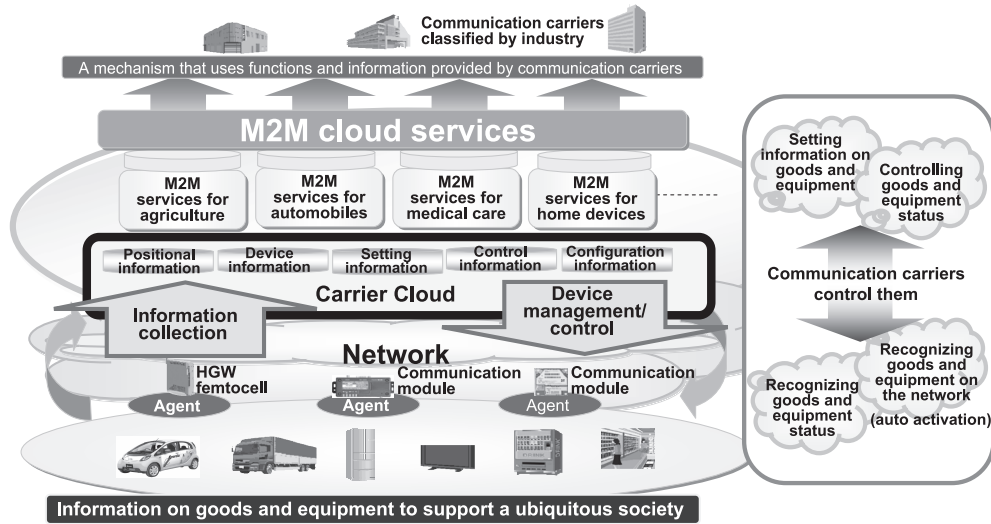 Communication carriers
classified by industry
A mechanism that uses functions and information provided by communication carriers
M2M cloud services
M2M
services for
agriculture
M2M
services for
automobiles
M2M
services for
medical care
M2M
services for
home devices
Positional
information
Device
information
Setting
information
Control
information
Configuration
information
Carrier Cloud
Information
collection
Device
management/
control
Network
HGW
femtocell
Communication
module
Communication
module
Agent
Agent
Agent
Information on goods and equipment to support a ubiquitous society
Setting
information on
goods and
equipment
Controlling
goods and
equipment
status
Communication carriers
control them
Recognizing
goods and
equipment
status
Recognizing
goods and
equipment on
the network
(auto activation)